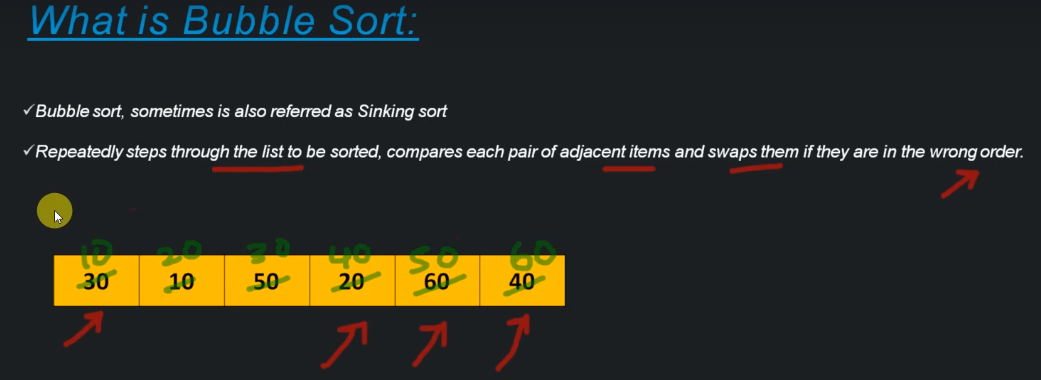 What is Bubble Sort:
✓Bubble sort, sometimes is also referred as Sinking sort
✓Repeatedly steps through the list to be sorted, compares each pair of adjacent items and swaps them if they are in the wrong order.
10 20 30 40 50 60
30 10 50 20 60 40